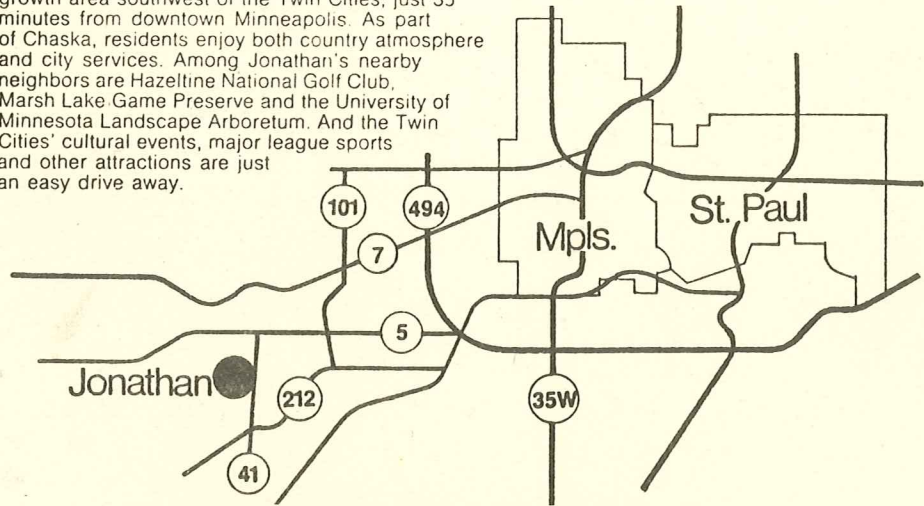 growth area southwest of the Twin Cities, just 35
minutes from downtown Minneapolis. As part
of Chaska, residents enjoy both country atmosphere
and city services. Among Jonathan's nearby
neighbors are Hazeltine National Golf Club,
Marsh Lake Game Preserve and the University of
Minnesota Landscape Arboretum. And the Twin
Cities' cultural events, major league sports
and other attractions are just
an easy drive away.
101
494
7
Mpls.
St. Paul
5
Jonathan
212
35W
41